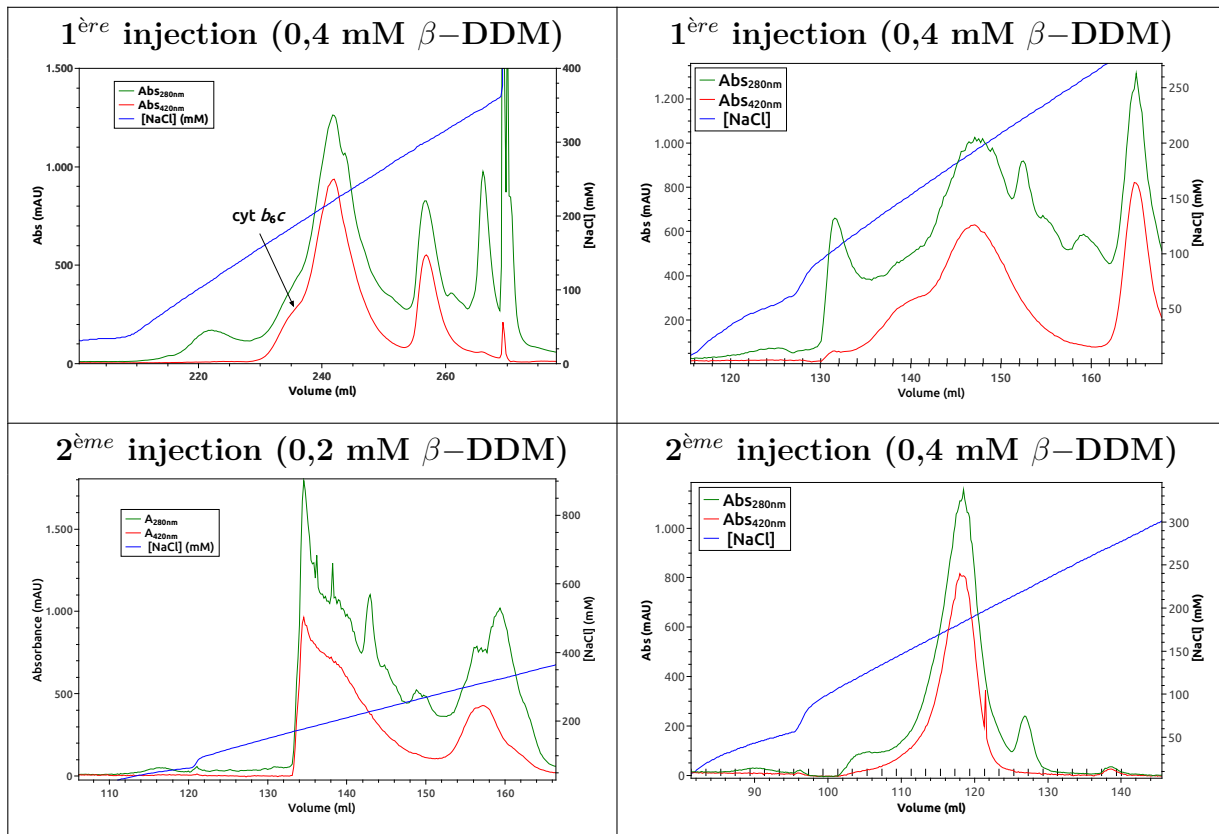 1ère injection (0,4 mM β−DDM)
1.500
1.000
500
0
Abs (mAU)
Abs280nm
Abs420nm
[NaCl] (mM)
cyt b6c
400
300
200
100
0
[NaCl] (mM)
220
240
260
Volume (ml)
1ère injection (0,4 mM β−DDM)
1.200
1.000
800
600
400
200
Abs (mAU)
Abs280nm
Abs420nm
[NaCl]
250
200
150
100
50
[NaCl] (mM)
120
130
140
150
160
Volume (ml)
2ème injection (0,2 mM β−DDM)
1.500
1.000
500
0
Absorbance (mAU)
A280nm
A420nm
[NaCl] (mM)
800
600
400
200
[NaCl] (mM)
110
120
130
140
150
160
Volume (ml)
2ème injection (0,4 mM β−DDM)
1.000
800
600
400
200
0
Abs (mAU)
Abs280nm
Abs420nm
[NaCl]
300
250
200
150
100
50
[NaCl] (mM)
90
100
110
120
130
140
Volume (ml)